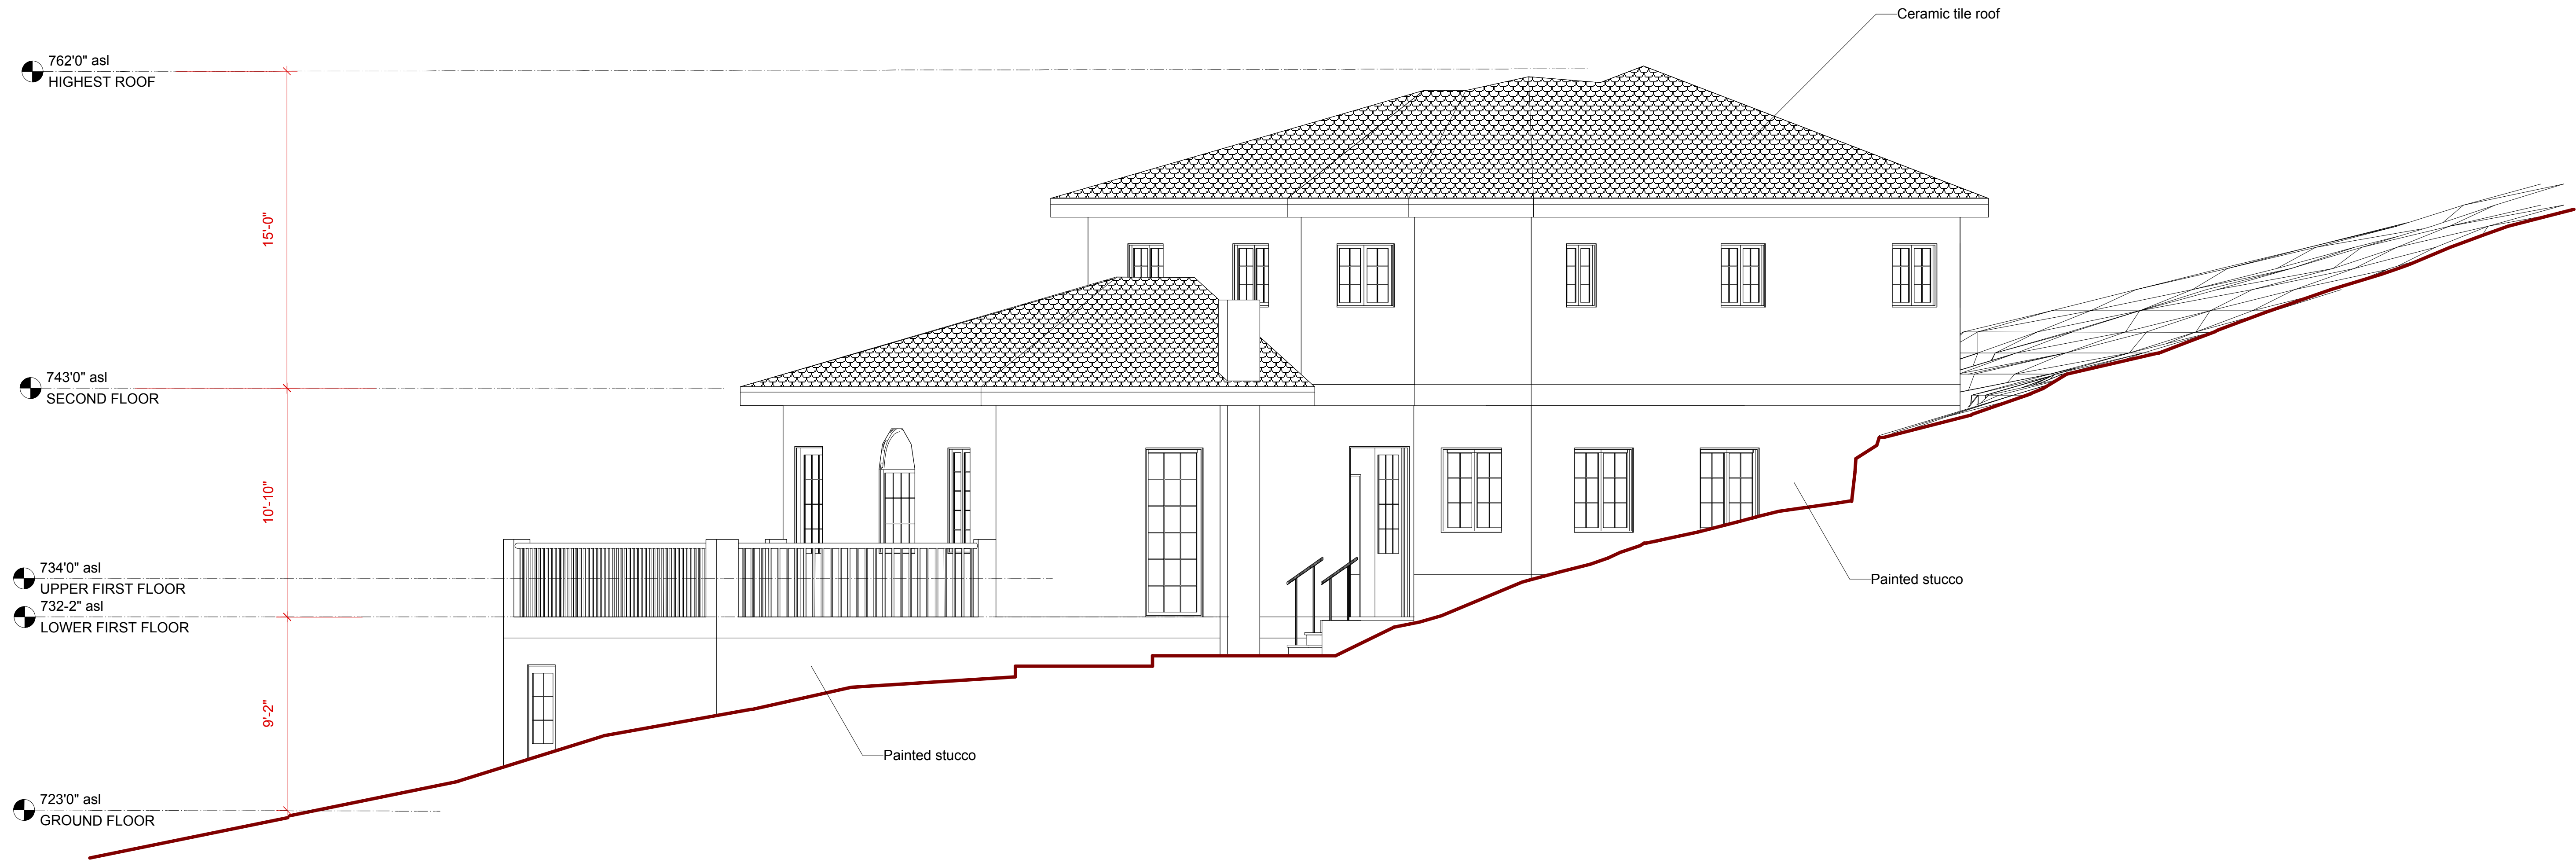 Ceramic tile roof
762'0" asl
HIGHEST ROOF
15'-0"
743'0" asl
SECOND FLOOR
10'-10"
734'0" asl
UPPER FIRST FLOOR
732-2" asl
LOWER FIRST FLOOR
Painted stucco
9'-2"
Painted stucco
723'0" asl
GROUND FLOOR